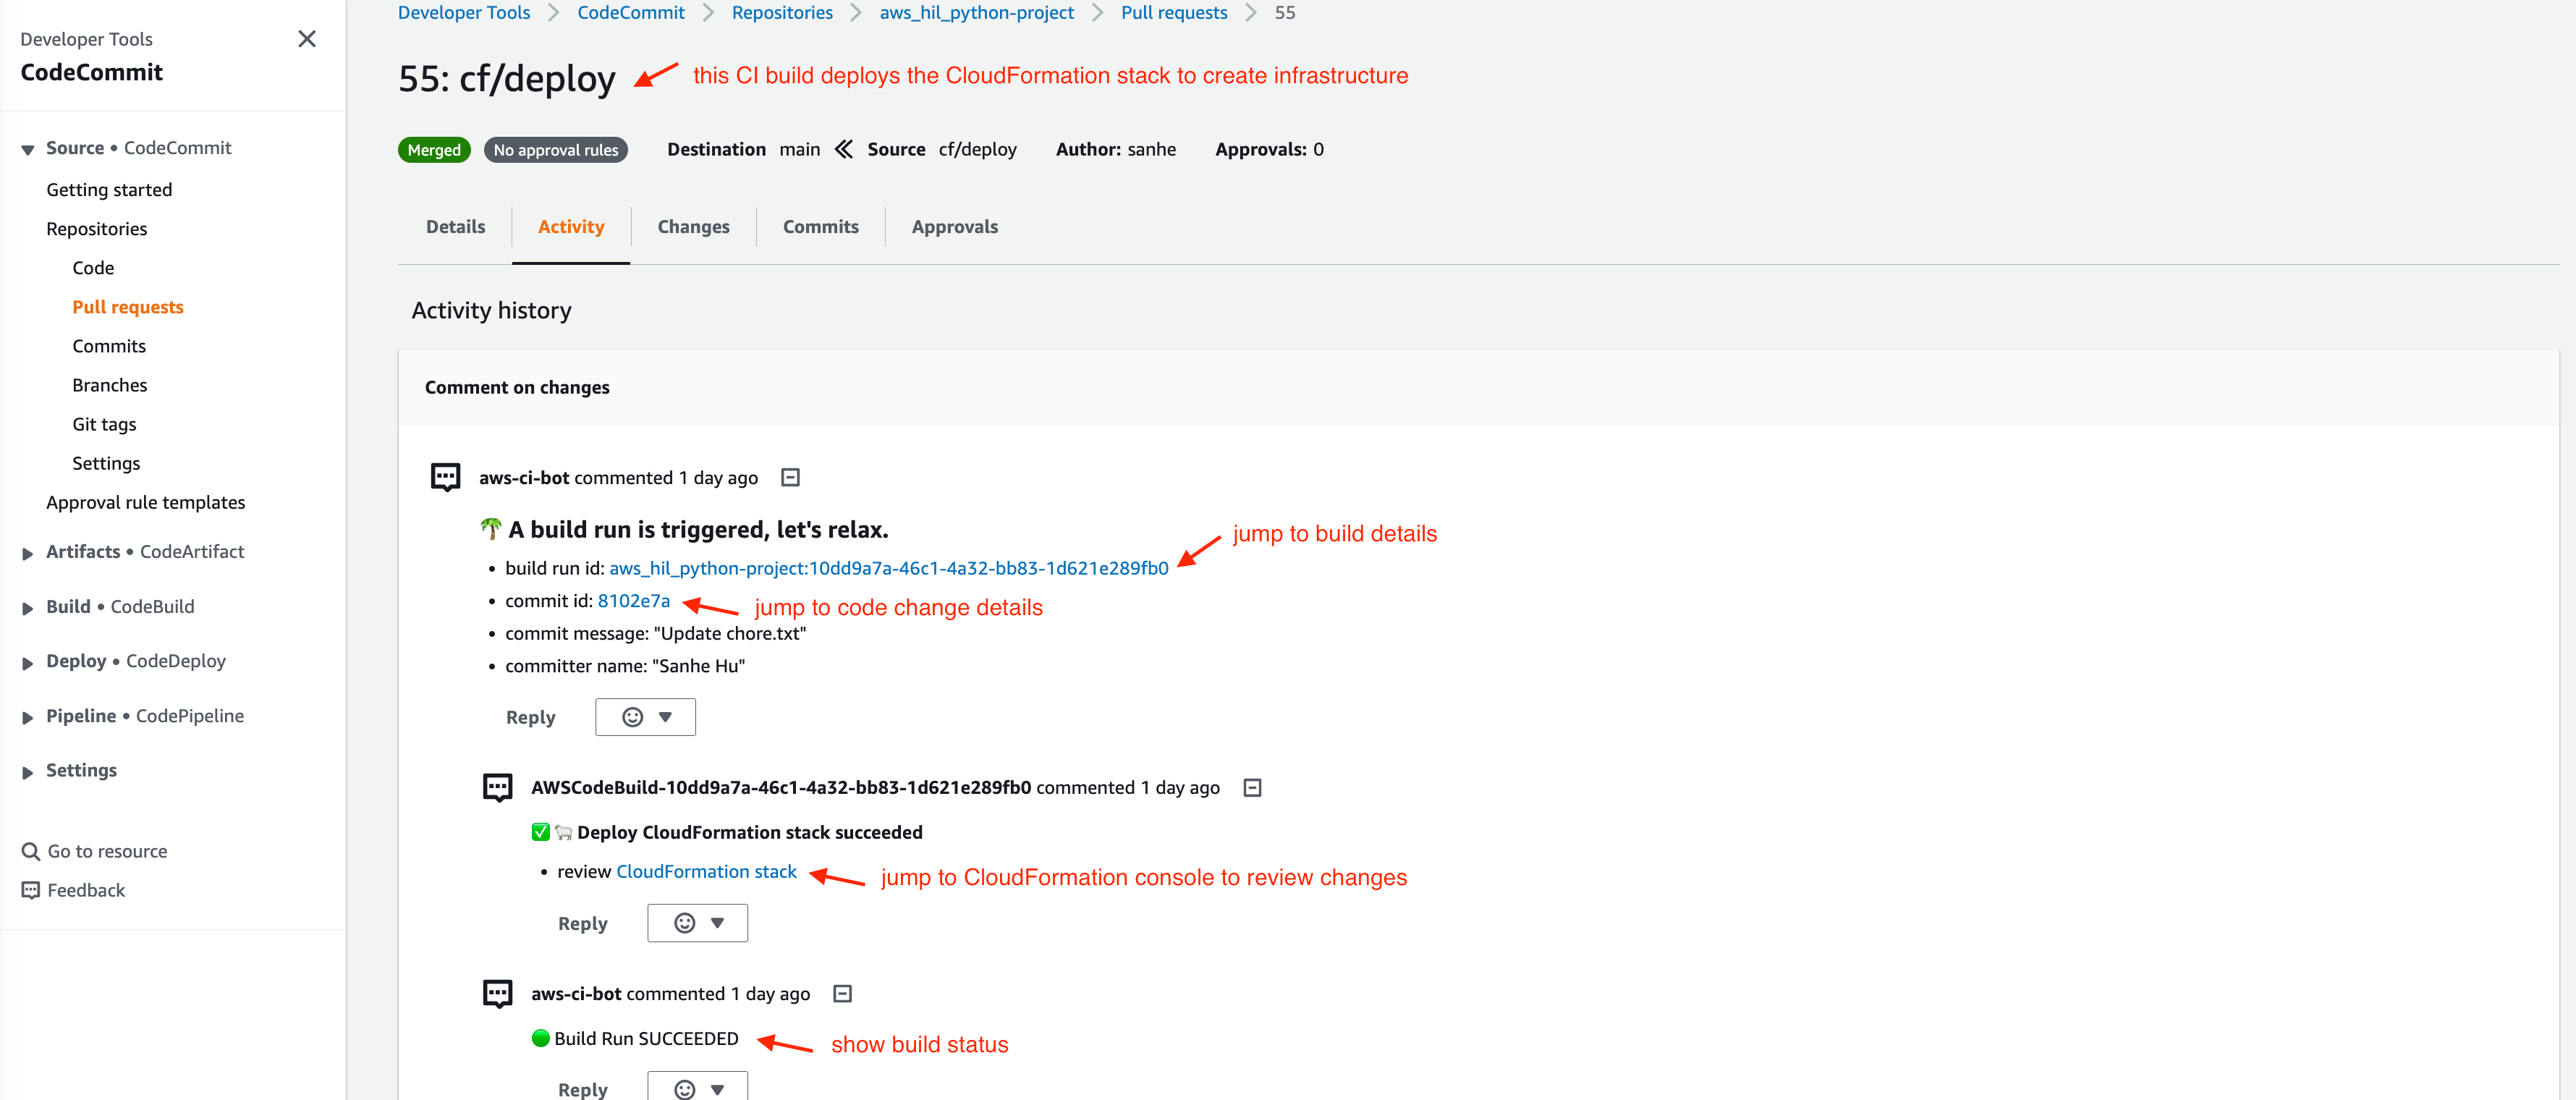 Developer Tools
CodeCommit
Source • CodeCommit
Getting started
Repositories
Code
Pull requests
Commits
Branches
Git tags
Settings
Approval rule templates
Artifacts • CodeArtifact
Build • CodeBuild
Deploy • CodeDeploy
Pipeline • CodePipeline
Settings
Go to resource
Feedback
Developer Tools > CodeCommit > Repositories > aws_hil_python-project > Pull requests > 55
55: cf/deploy
this CI build deploys the CloudFormation stack to create infrastructure
Merged No approval rules Destination main Source cf/deploy Author: sanhe Approvals: 0
Details Activity Changes Commits Approvals
Activity history
Comment on changes
aws-ci-bot commented 1 day ago
🌴 A build run is triggered, let's relax.
jump to build details
• build run id: aws_hil_python-project:10dd9a7a-46c1-4a32-bb83-1d621e289fb0
• commit id: 8102e7a
jump to code change details
• commit message: "Update chore.txt"
• committer name: "Sanhe Hu"
Reply
AWSCodeBuild-10dd9a7a-46c1-4a32-bb83-1d621e289fb0 commented 1 day ago
✅ 🐑 Deploy CloudFormation stack succeeded
• review CloudFormation stack
jump to CloudFormation console to review changes
Reply
aws-ci-bot commented 1 day ago
🟢 Build Run SUCCEEDED
show build status
Reply